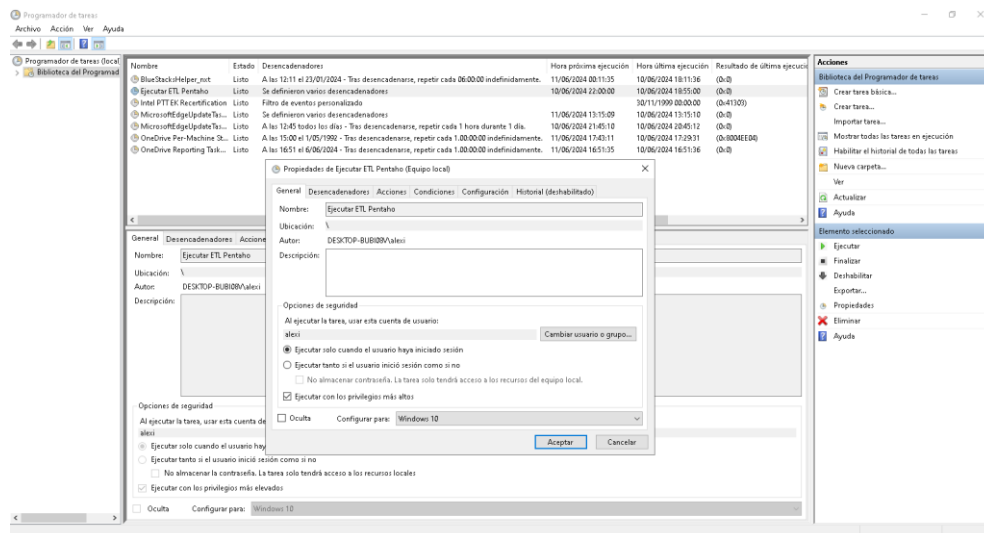 Programador de tareas
Archivo Acción Ver Ayuda
Programador de tareas (local
Biblioteca del Programad
Nombre Estado Desencadenadores Hora próxima ejecución Hora última ejecución Resultado de última ejecució
BlueStacksHelper_nxt Listo A las 12:11 el 23/01/2024 - Tras desencadenarse, repetir cada 06:00:00 indefinidamente. 11/06/2024 00:11:35 10/06/2024 18:11:36 (0x0)
Ejecutar ETL Pentaho Listo Se definieron varios desencadenadores 10/06/2024 22:00:00 10/06/2024 18:55:00 (0x0)
Intel PTT EK Recertification Listo Filtro de eventos personalizado 30/11/1999 00:00:00 (0x41303)
MicrosoftEdgeUpdateTas... Listo Se definieron varios desencadenadores 11/06/2024 13:15:09 10/06/2024 13:15:10 (0x0)
MicrosoftEdgeUpdateTas... Listo A las 12:45 todos los días - Tras desencadenarse, repetir cada 1 hora durante 1 día. 10/06/2024 21:45:10 10/06/2024 20:45:12 (0x0)
OneDrive Per-Machine St... Listo A las 15:00 el 1/05/1992 - Tras desencadenarse, repetir cada 1.00:00:00 indefinidamente. 11/06/2024 17:43:11 10/06/2024 17:29:31 (0x8004EE04)
OneDrive Reporting Task... Listo A las 16:51 el 6/06/2024 - Tras desencadenarse, repetir cada 1.00:00:00 indefinidamente. 11/06/2024 16:51:35 10/06/2024 16:51:36 (0x0)
Propiedades de Ejecutar ETL Pentaho (Equipo local)
General Desencadenadores Acciones Condiciones Configuración Historial (deshabilitado)
Nombre: Ejecutar ETL Pentaho
Ubicación: \
Autor: DESKTOP-BUBI08V\alexi
Descripción:
Opciones de seguridad
Al ejecutar la tarea, usar esta cuenta de usuario:
alexi Cambiar usuario o grupo...
Ejecutar solo cuando el usuario haya iniciado sesión
Ejecutar tanto si el usuario inició sesión como si no
No almacenar contraseña. La tarea solo tendrá acceso a los recursos del equipo local.
Ejecutar con los privilegios más altos
Oculta Configurar para: Windows 10
Aceptar Cancelar
General Desencadenadores Accione
Nombre: Ejecutar ETL Pentaho
Ubicación: \
Autor: DESKTOP-BUBI08V\alexi
Descripción:
Opciones de seguridad
Al ejecutar la tarea, usar esta cuenta de
alexi
Ejecutar solo cuando el usuario hay
Ejecutar tanto si el usuario inició sesión como si no
No almacenar la contraseña. La tarea solo tendrá acceso a los recursos locales
Ejecutar con los privilegios más elevados
Oculta Configurar para: Windows 10
Acciones
Biblioteca del Programador de tareas
Crear tarea básica...
Crear tarea...
Importar tarea...
Mostrar todas las tareas en ejecución
Habilitar el historial de todas las tareas
Nueva carpeta...
Ver
Actualizar
Ayuda
Elemento seleccionado
Ejecutar
Finalizar
Deshabilitar
Exportar...
Propiedades
Eliminar
Ayuda